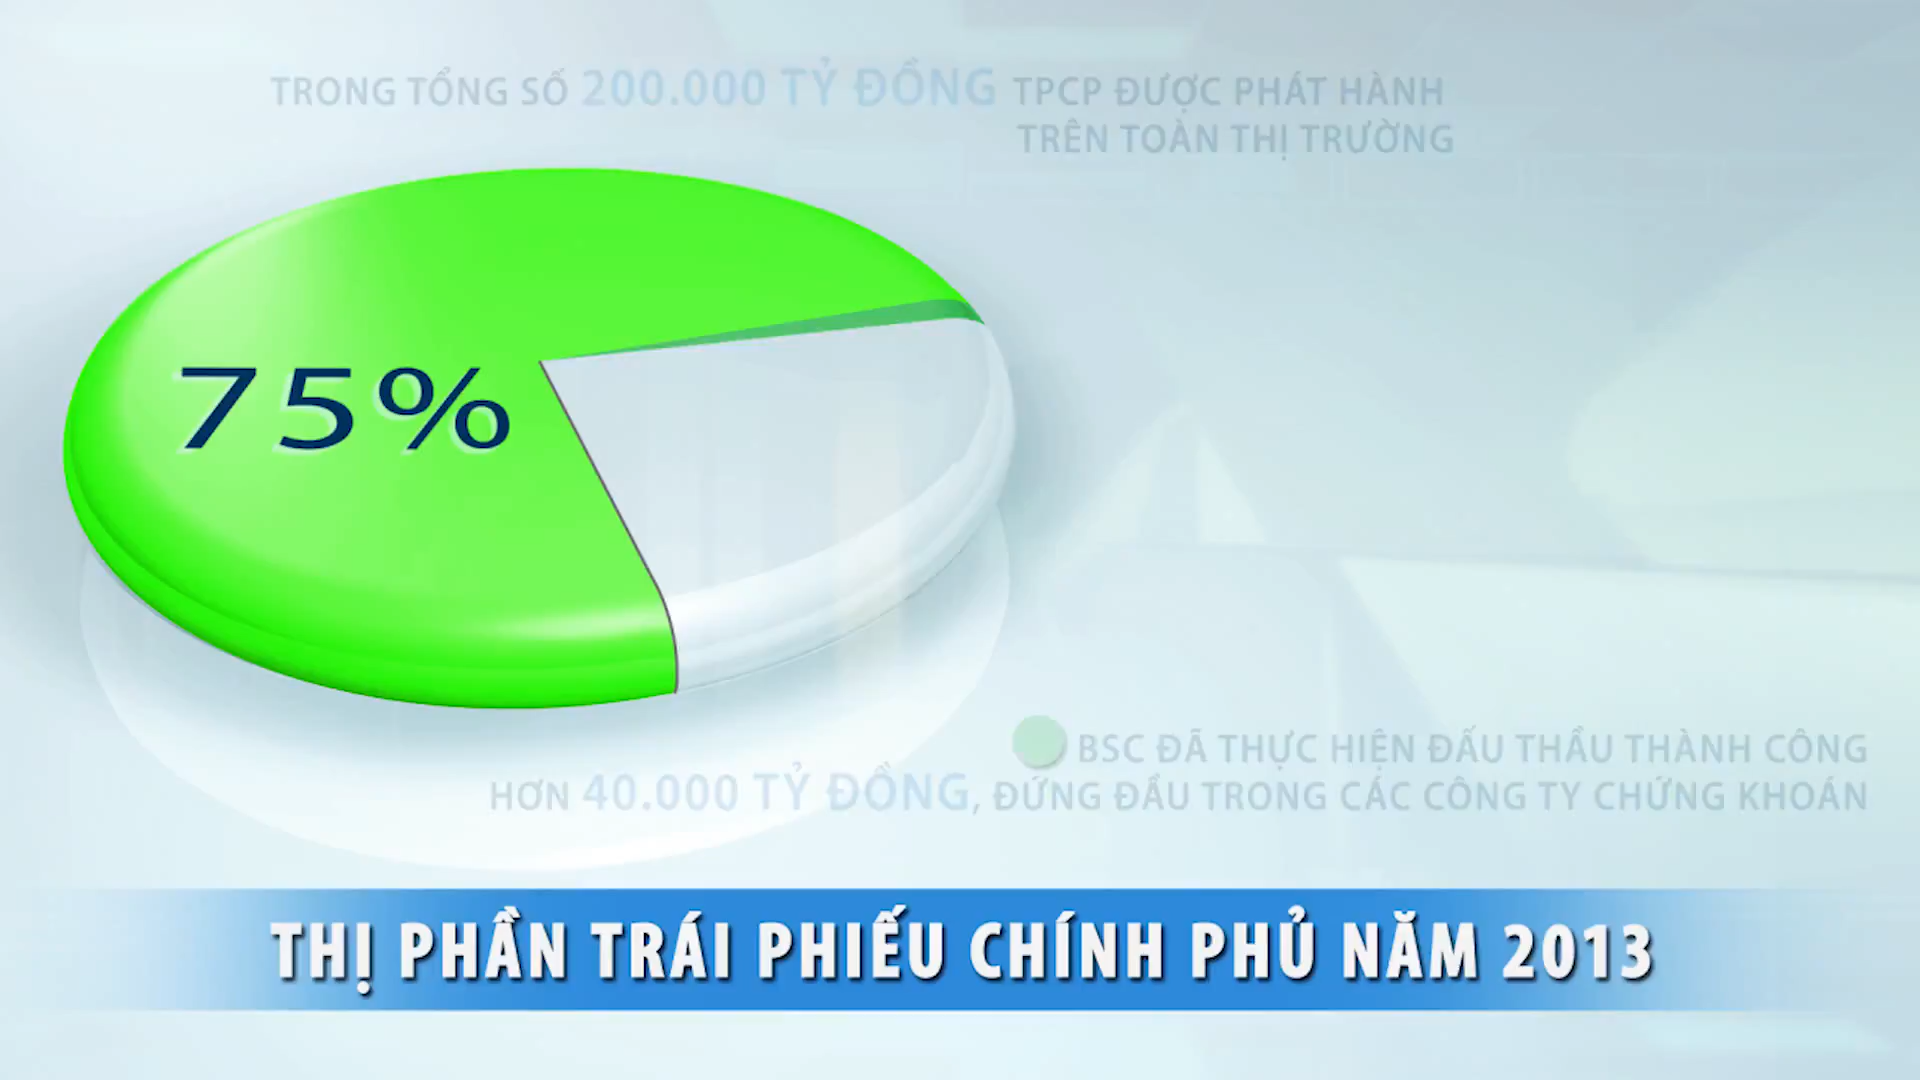 TRONG TỔNG SỐ 200.000 TỶ ĐỒNG TPCP ĐƯỢC PHÁT HÀNH
TRÊN TOÀN THỊ TRƯỜNG
75%
BSC ĐÃ THỰC HIỆN ĐẤU THẦU THÀNH CÔNG
HƠN 40.000 TỶ ĐỒNG, ĐỨNG ĐẦU TRONG CÁC CÔNG TY CHỨNG KHOÁN
THỊ PHẦN TRÁI PHIẾU CHÍNH PHỦ NĂM 2013